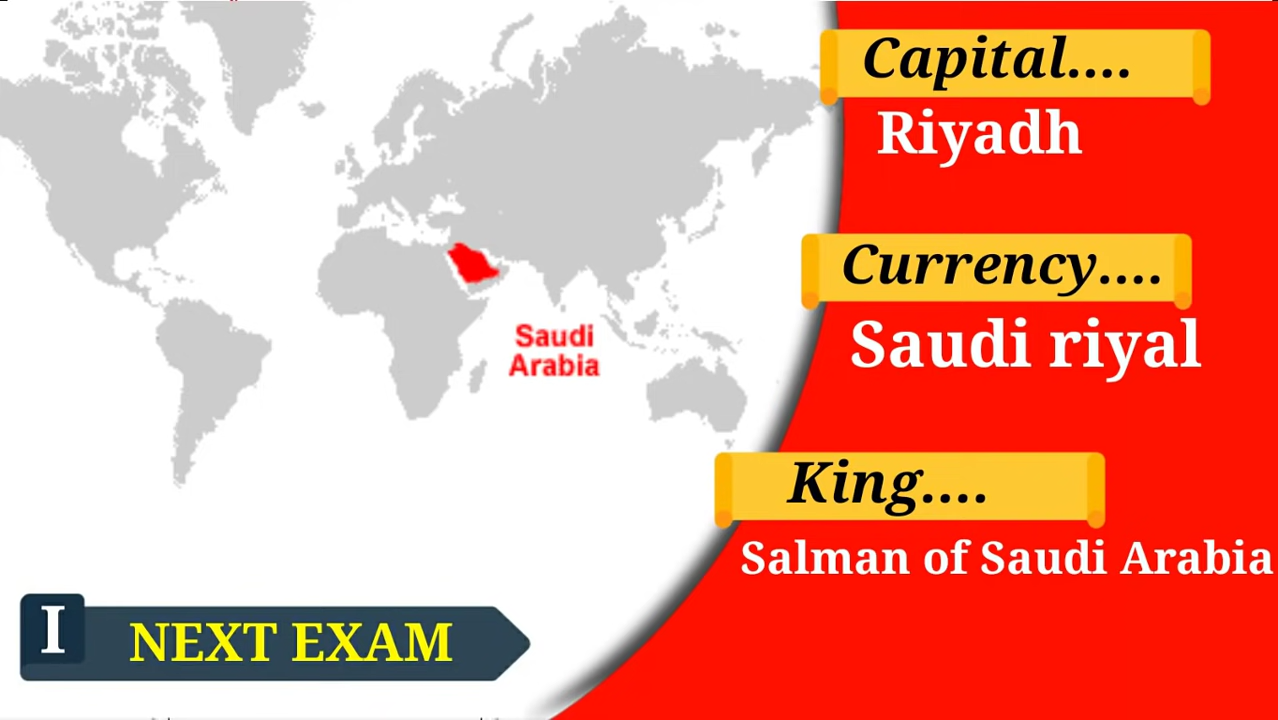 Capital....
Riyadh
Currency....
Saudi riyal
Saudi
Arabia
King....
Salman of Saudi Arabia
I NEXT EXAM